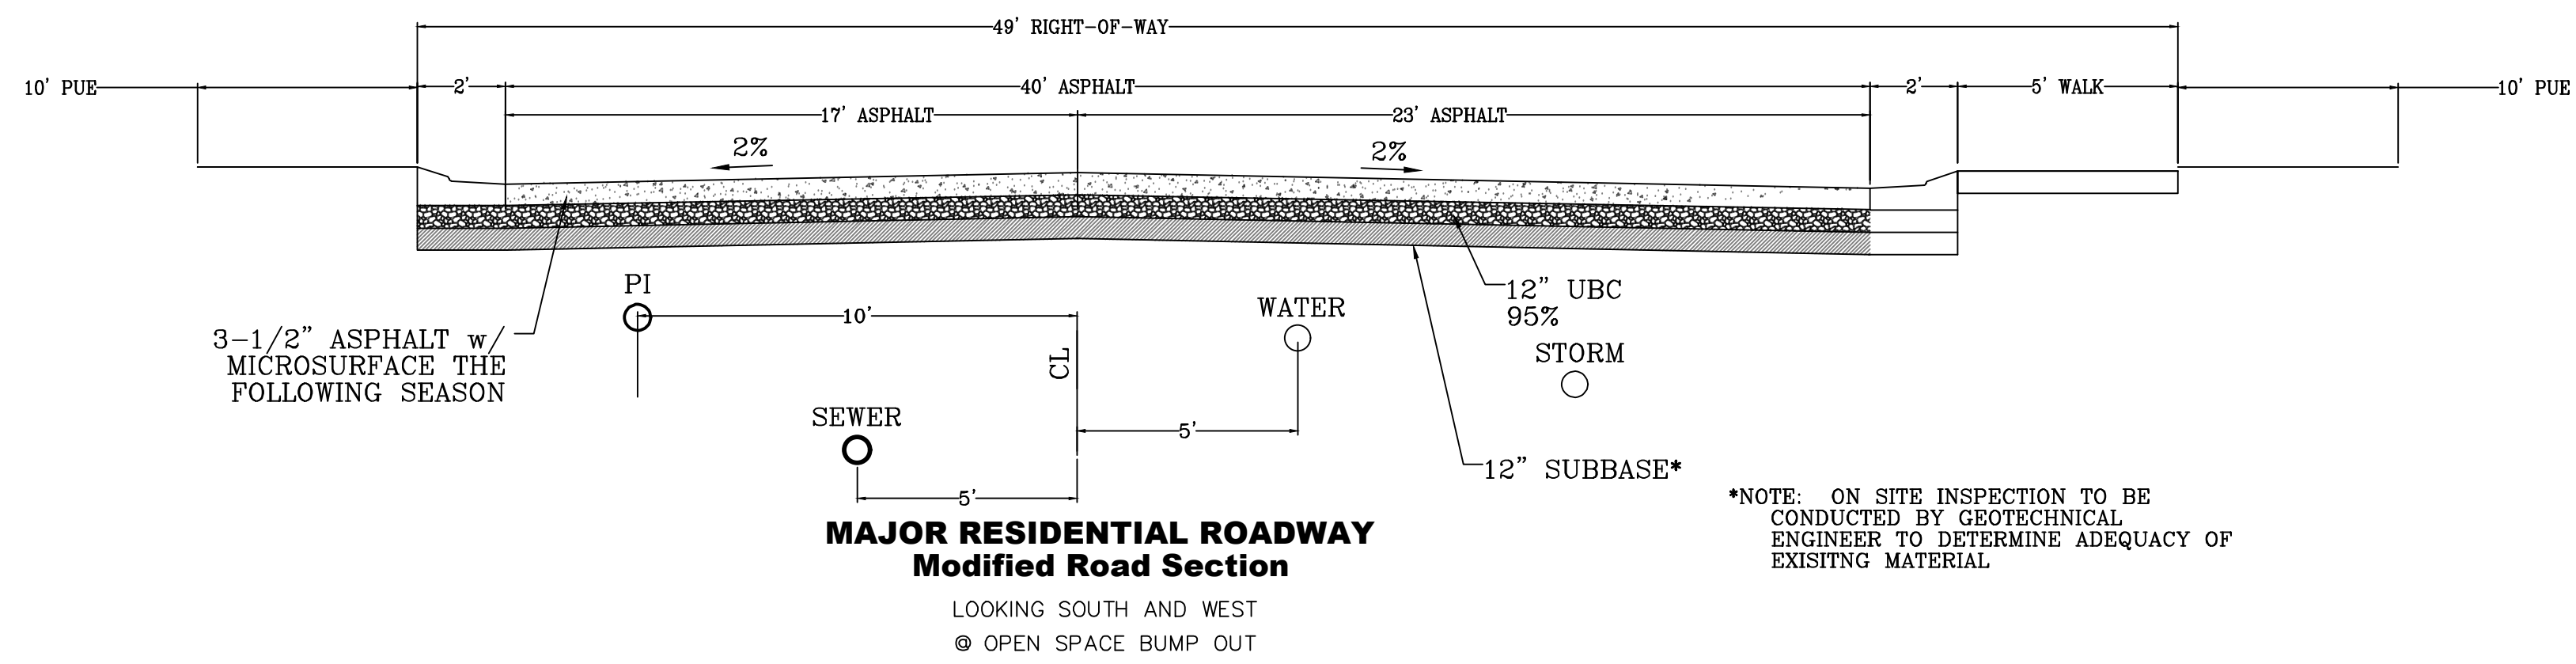 49' RIGHT-OF-WAY
10' PUE
2'
40' ASPHALT
2'
5' WALK
10' PUE
17' ASPHALT
23' ASPHALT
2%
2%
PI
10'
CL
WATER
12" UBC
95%
3-1/2" ASPHALT w/
MICROSURFACE THE
FOLLOWING SEASON
STORM
SEWER
5'
5'
12" SUBBASE*
*NOTE: ON SITE INSPECTION TO BE
CONDUCTED BY GEOTECHNICAL
ENGINEER TO DETERMINE ADEQUACY OF
EXISITNG MATERIAL
MAJOR RESIDENTIAL ROADWAY
Modified Road Section
LOOKING SOUTH AND WEST
@ OPEN SPACE BUMP OUT